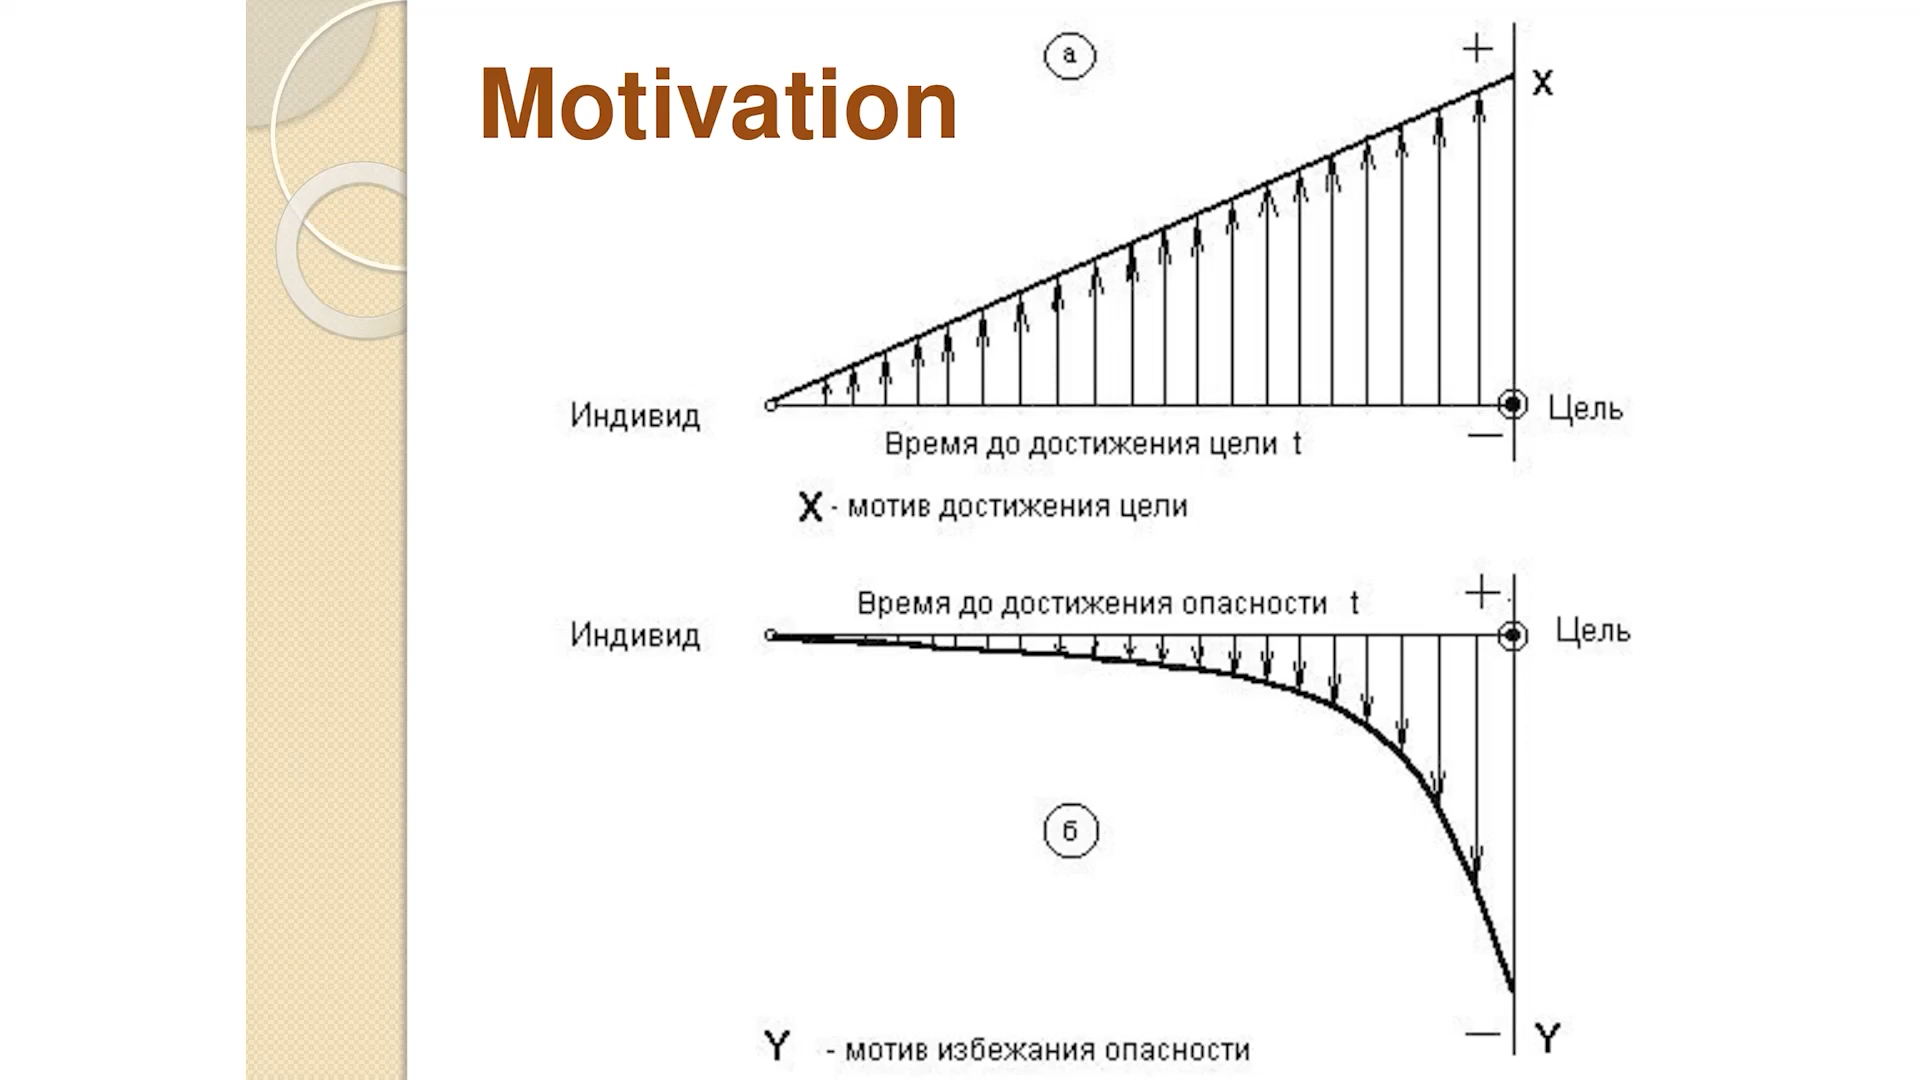 Motivation
а
+
X
Индивид
Цель
Время до достижения цели t
—
X - мотив достижения цели
Время до достижения опасности t
+
Индивид
Цель
б
Y - мотив избежания опасности
— Y